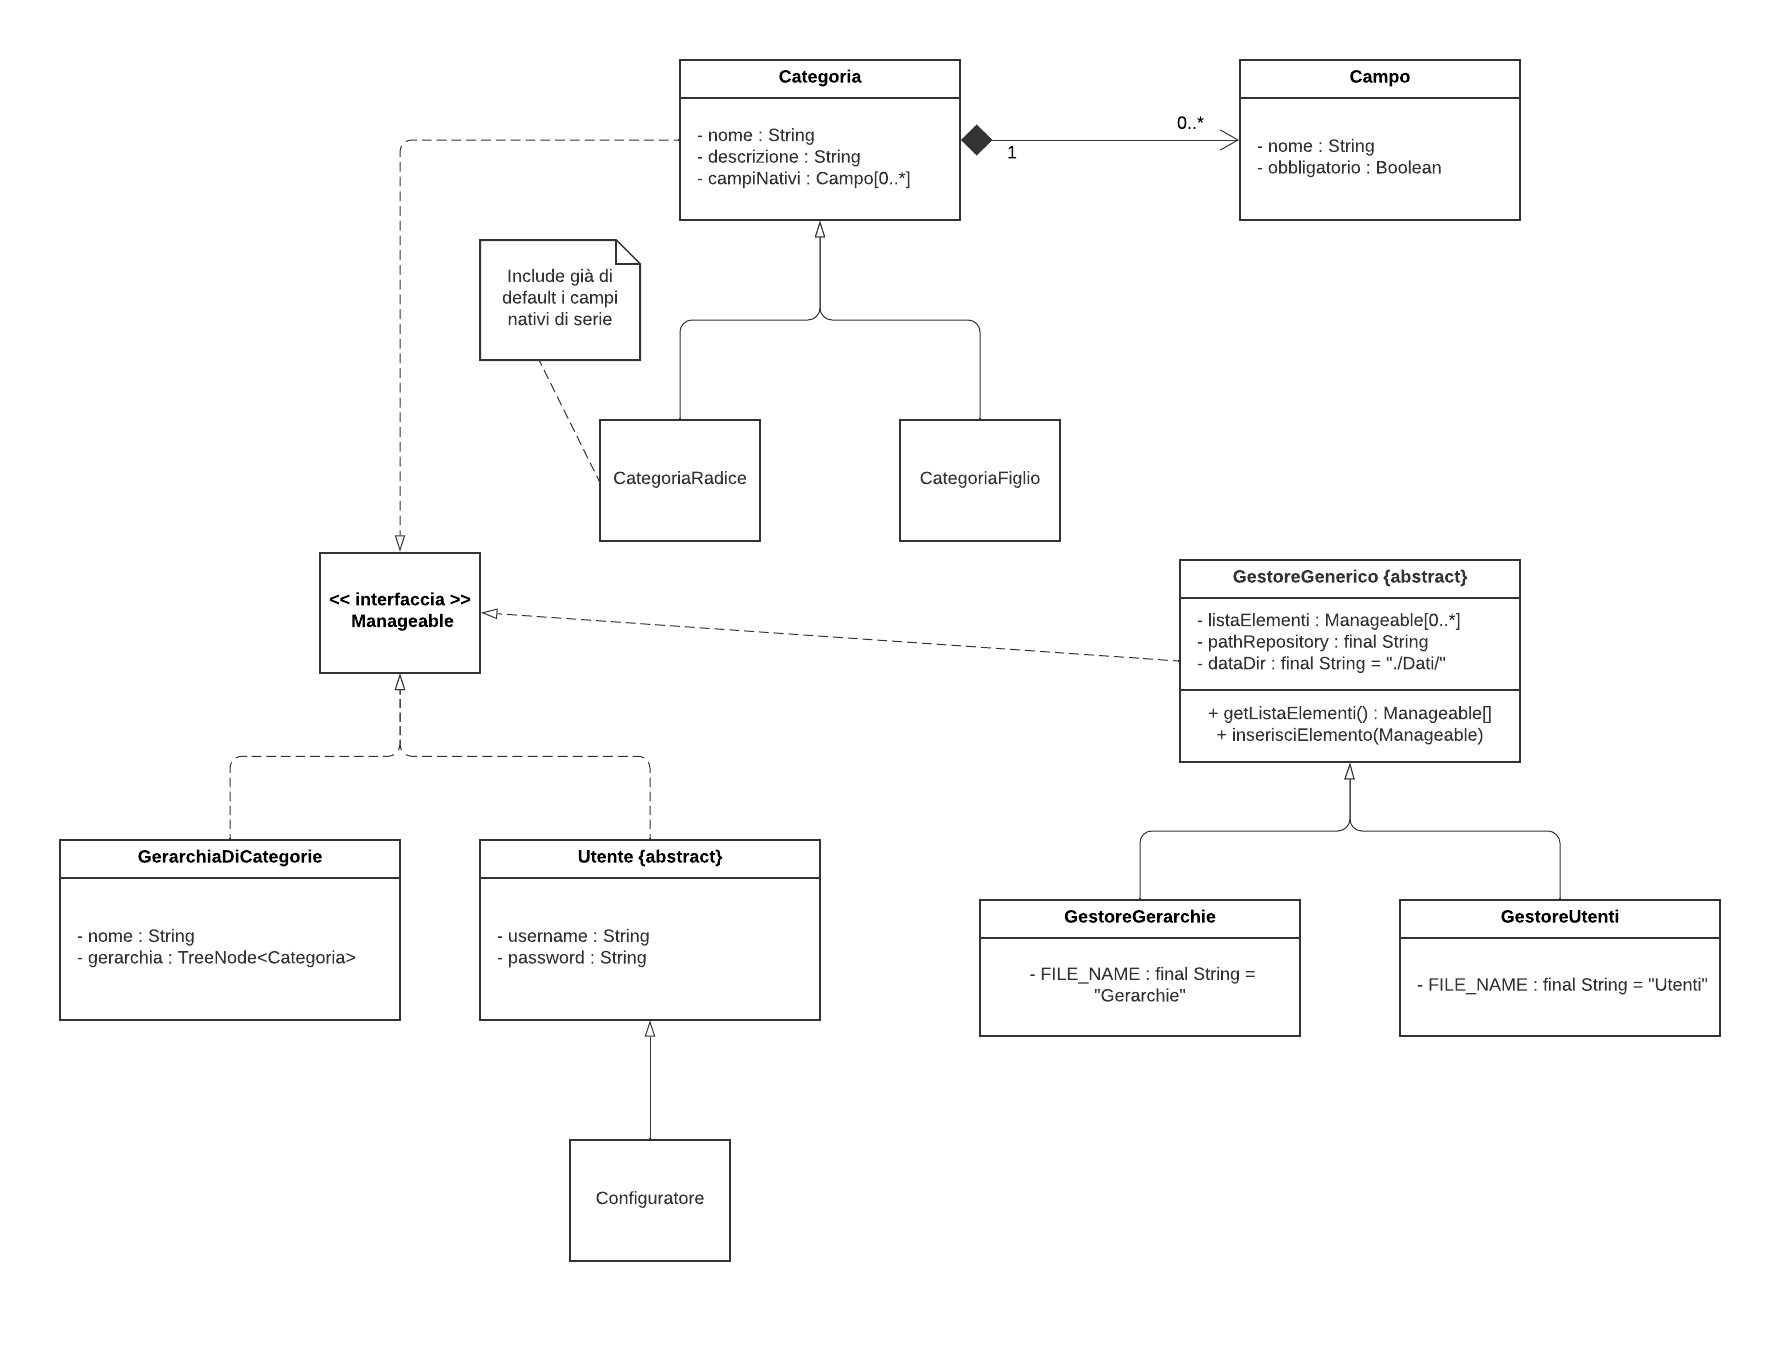 Categoria
- nome : String
- descrizione : String
- campiNativi : Campo[0..*]
1
0..*
Campo
- nome : String
- obbligatorio : Boolean
Include già di
default i campi
nativi di serie
CategoriaRadice
CategoriaFiglio
<< interfaccia >>
Manageable
GestoreGenerico {abstract}
- listaElementi : Manageable[0..*]
- pathRepository : final String
- dataDir : final String = "./Dati/"
+ getListaElementi() : Manageable[]
+ inserisciElemento(Manageable)
GerarchiaDiCategorie
- nome : String
- gerarchia : TreeNode<Categoria>
Utente {abstract}
- username : String
- password : String
GestoreGerarchie
- FILE_NAME : final String =
"Gerarchie"
GestoreUtenti
- FILE_NAME : final String = "Utenti"
Configuratore